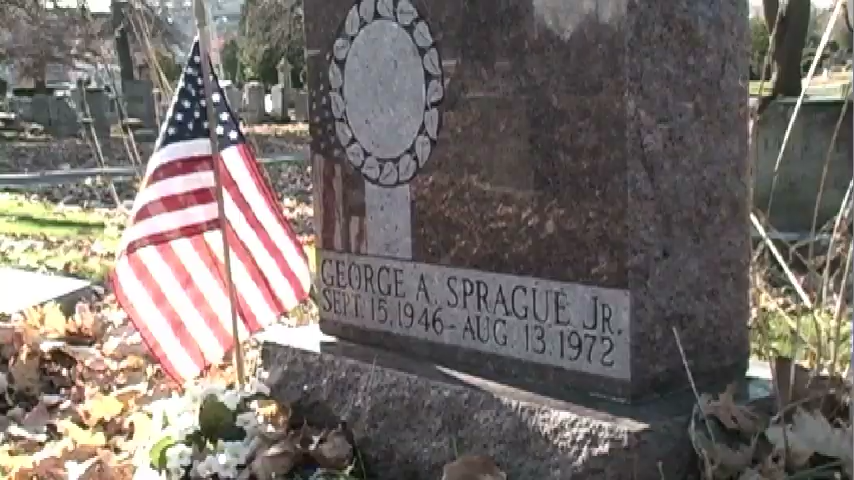 GEORGE A. SPRAGUE JR.
SEPT. 15, 1946 - AUG. 13, 1972